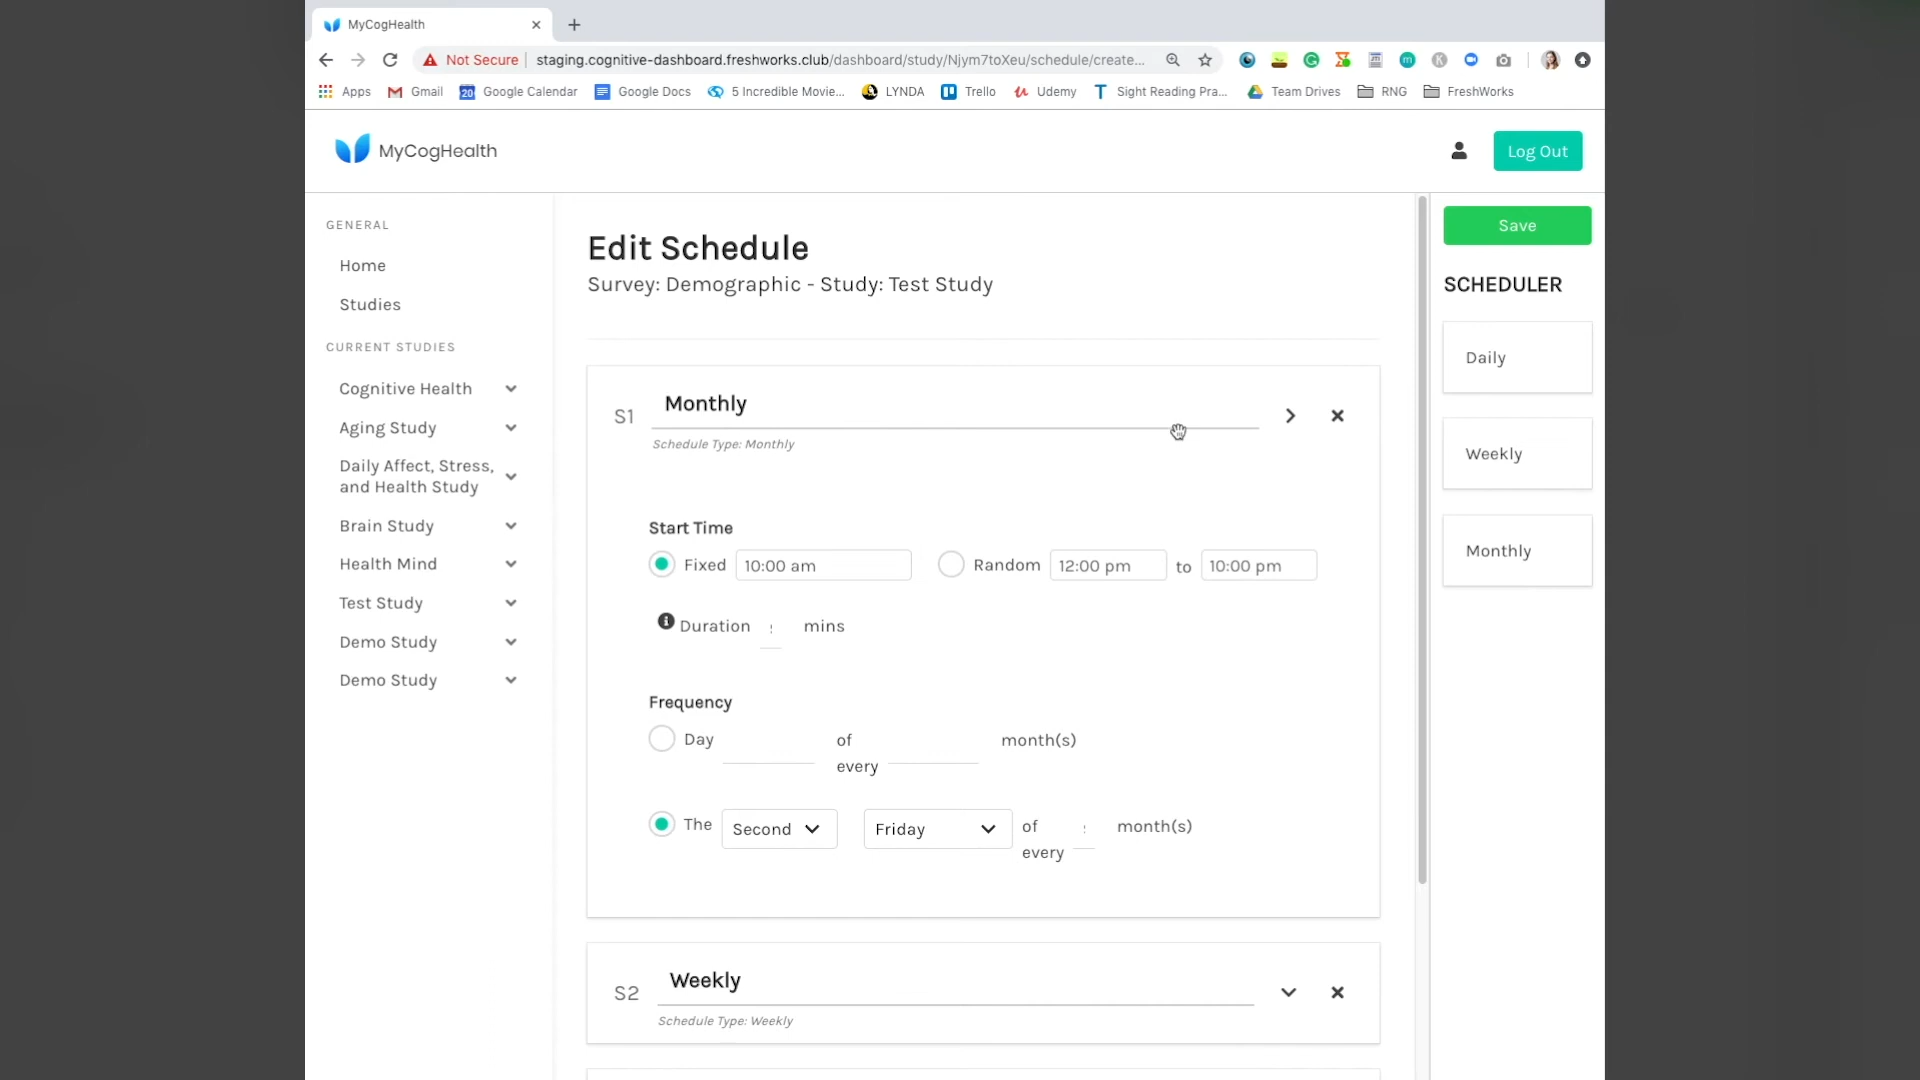 MyCogHealth
Not Secure staging.cognitive-dashboard.freshworks.club/dashboard/study/Njym7toXeu/schedule/create...
Apps Gmail 20 Google Calendar Google Docs 5 Incredible Movie... LYNDA Trello Udemy Sight Reading Pra... Team Drives RNG FreshWorks
MyCogHealth
Log Out
GENERAL
Home
Studies
CURRENT STUDIES
Cognitive Health
Aging Study
Daily Affect, Stress,
and Health Study
Brain Study
Health Mind
Test Study
Demo Study
Demo Study
Edit Schedule
Survey: Demographic - Study: Test Study
S1 Monthly
Schedule Type: Monthly
Start Time
Fixed 10:00 am Random 12:00 pm to 10:00 pm
Duration mins
Frequency
Day of every month(s)
The Second Friday of every month(s)
S2 Weekly
Schedule Type: Weekly
Save
SCHEDULER
Daily
Weekly
Monthly